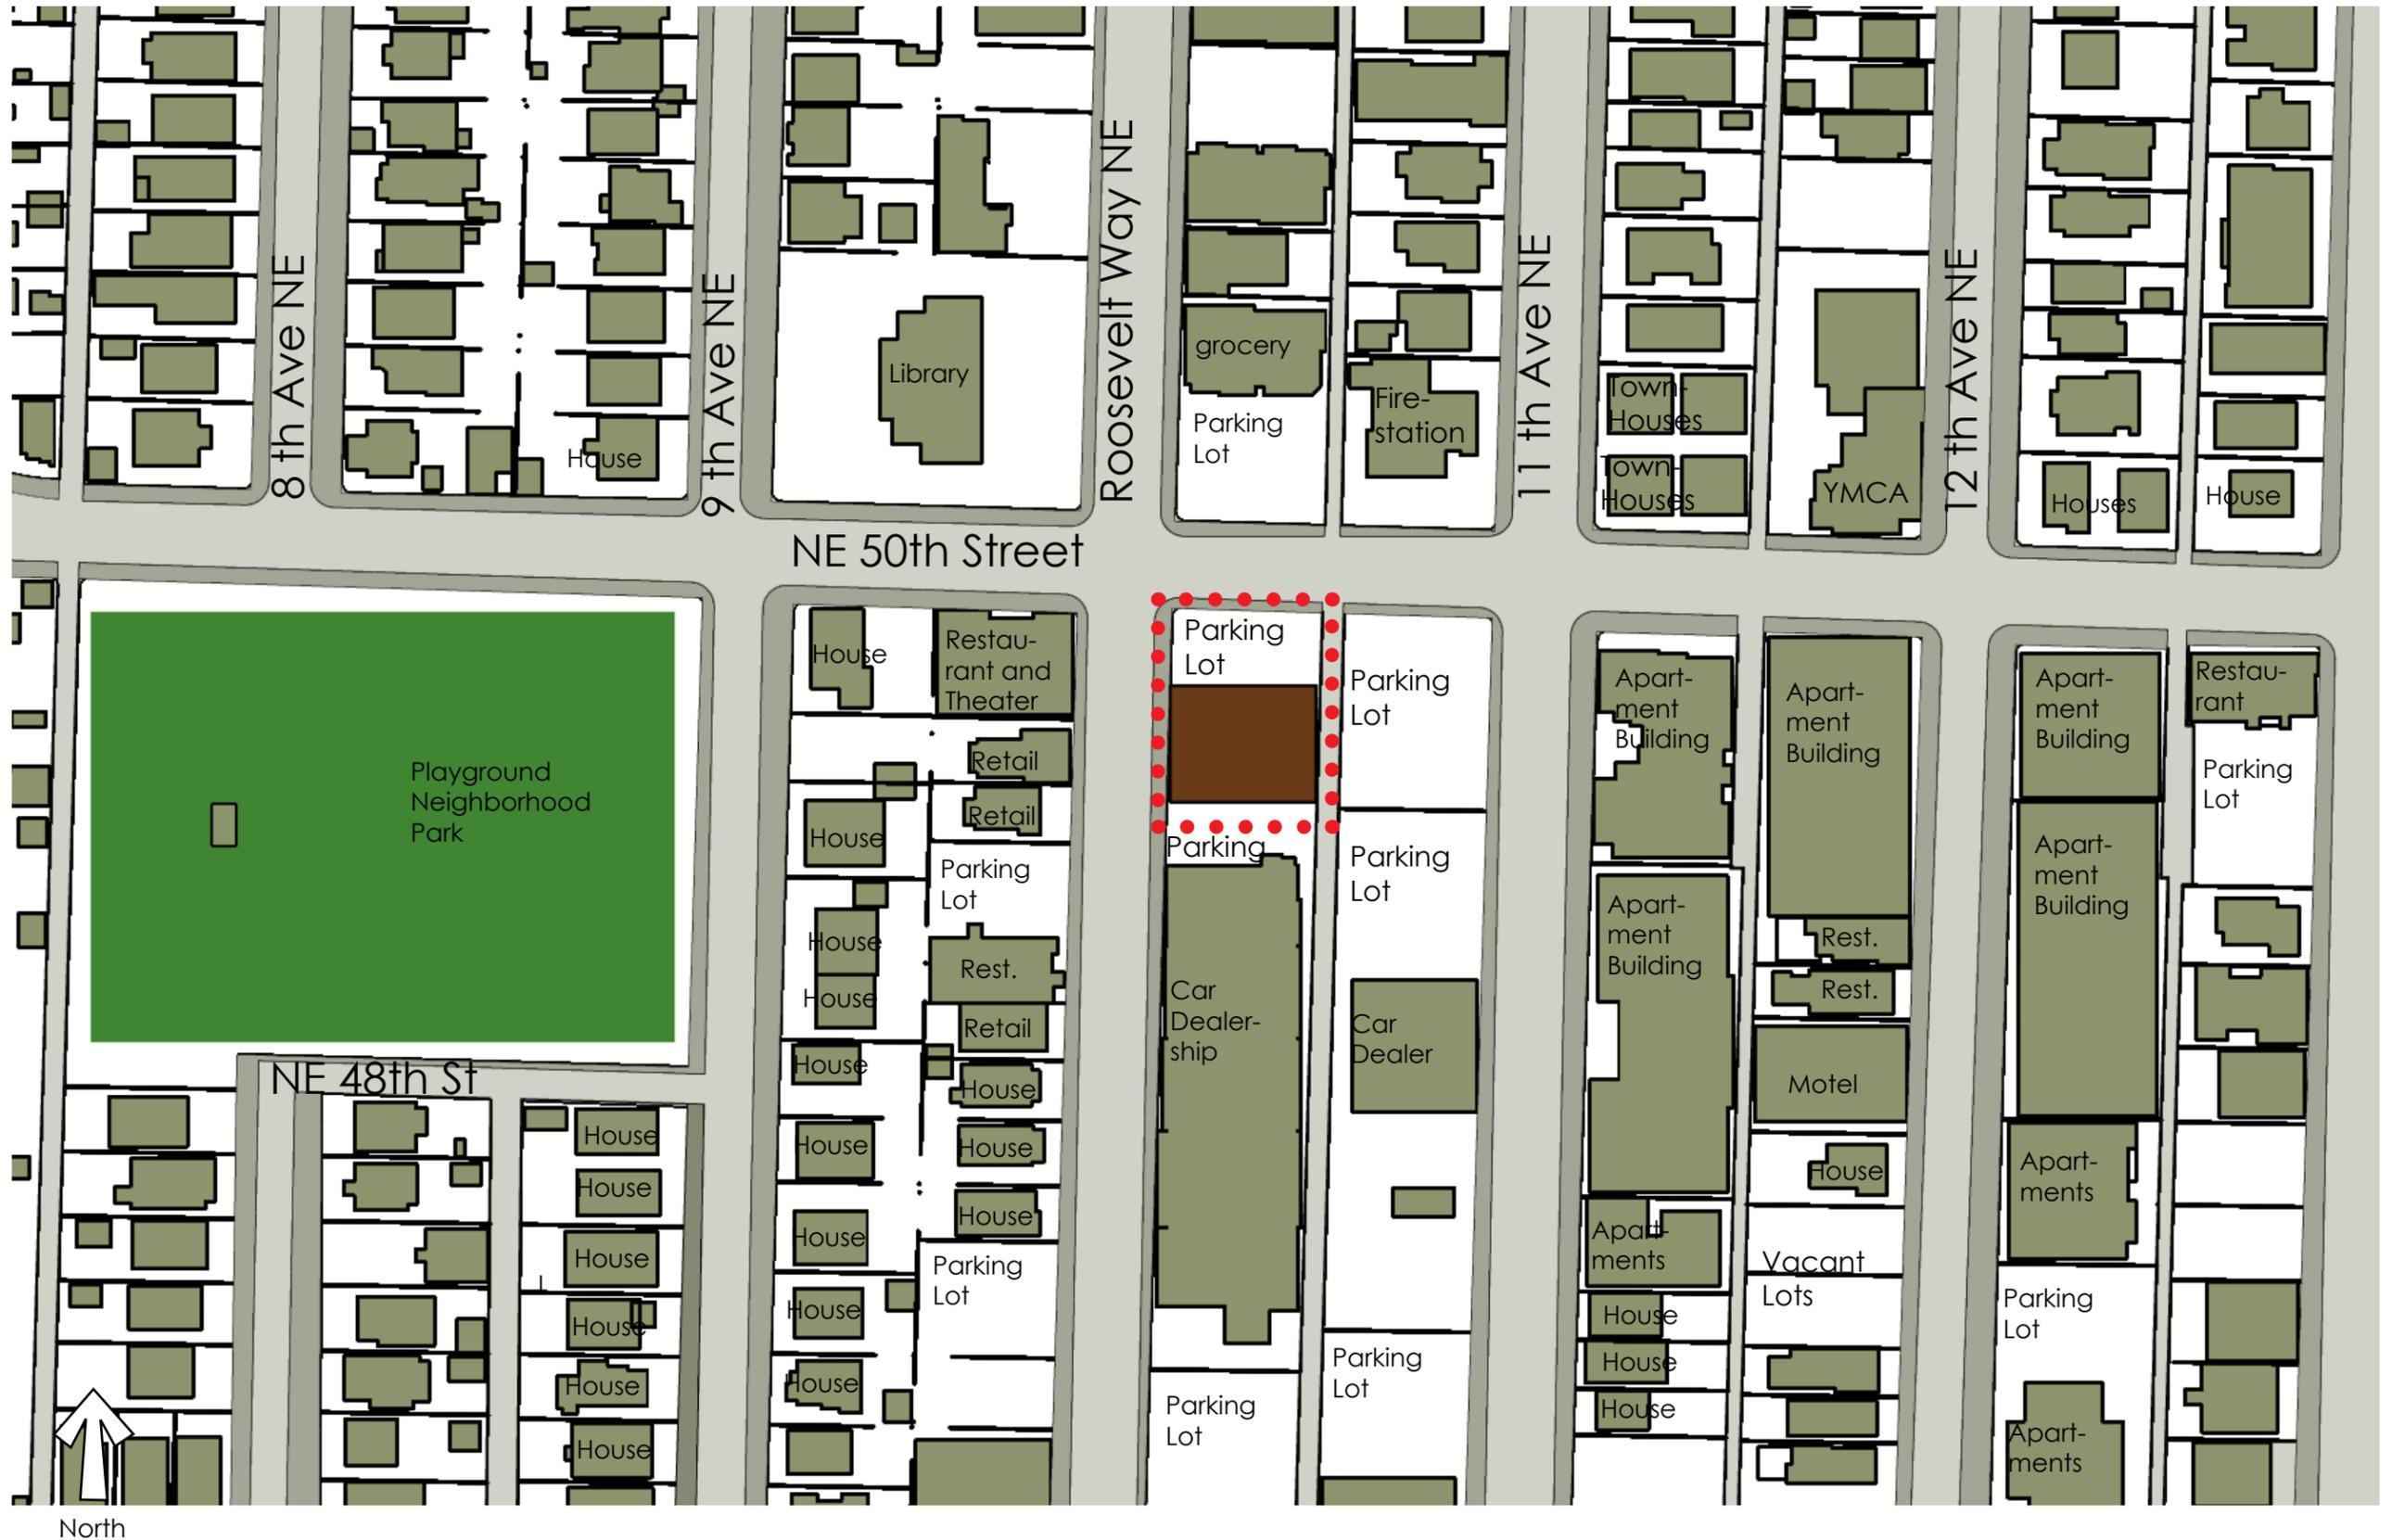 8 th Ave NE
9 th Ave NE
Roosevelt Way NE
11 th Ave NE
12 th Ave NE
Library
grocery
Parking
Lot
Fire-
station
Town-
Houses
Town-
Houses
YMCA
Houses
House
House
NE 50th Street
Playground
Neighborhood
Park
House
Restau-
rant and
Theater
Retail
Retail
House
Parking
Lot
House
House
Rest.
Retail
House
House
House
House
House
House
Parking
Lot
House
House
Parking
Lot
Parking
Lot
Parking
Parking
Lot
Car
Dealer-
ship
Car
Dealer
Parking
Lot
Parking
Lot
Apart-
ment
Building
Apart-
ment
Building
Apart-
ment
Building
Restau-
rant
Parking
Lot
Apart-
ment
Building
Apart-
ment
Building
Rest.
Rest.
Motel
House
Apart-
ments
Apart-
ments
Vacant
Lots
House
House
House
Parking
Lot
Apart-
ments
NE 48th St
House
House
House
House
House
House
North